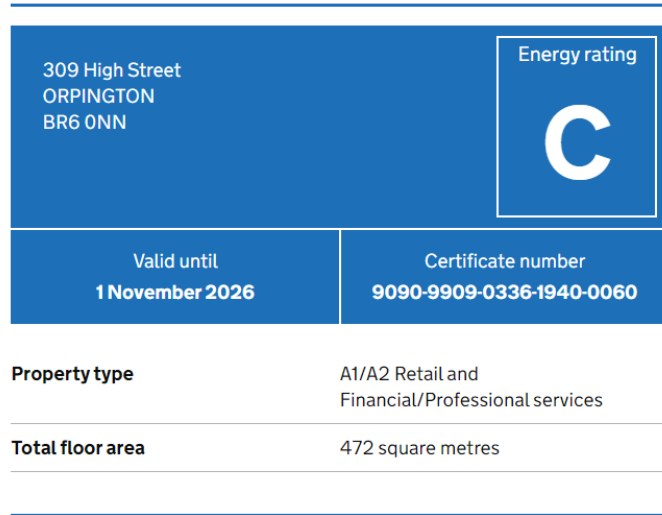 309 High Street
ORPINGTON
BR6 0NN
Energy rating
C
Valid until
1 November 2026
Certificate number
9090-9909-0336-1940-0060
Property type
A1/A2 Retail and
Financial/Professional services
Total floor area
472 square metres